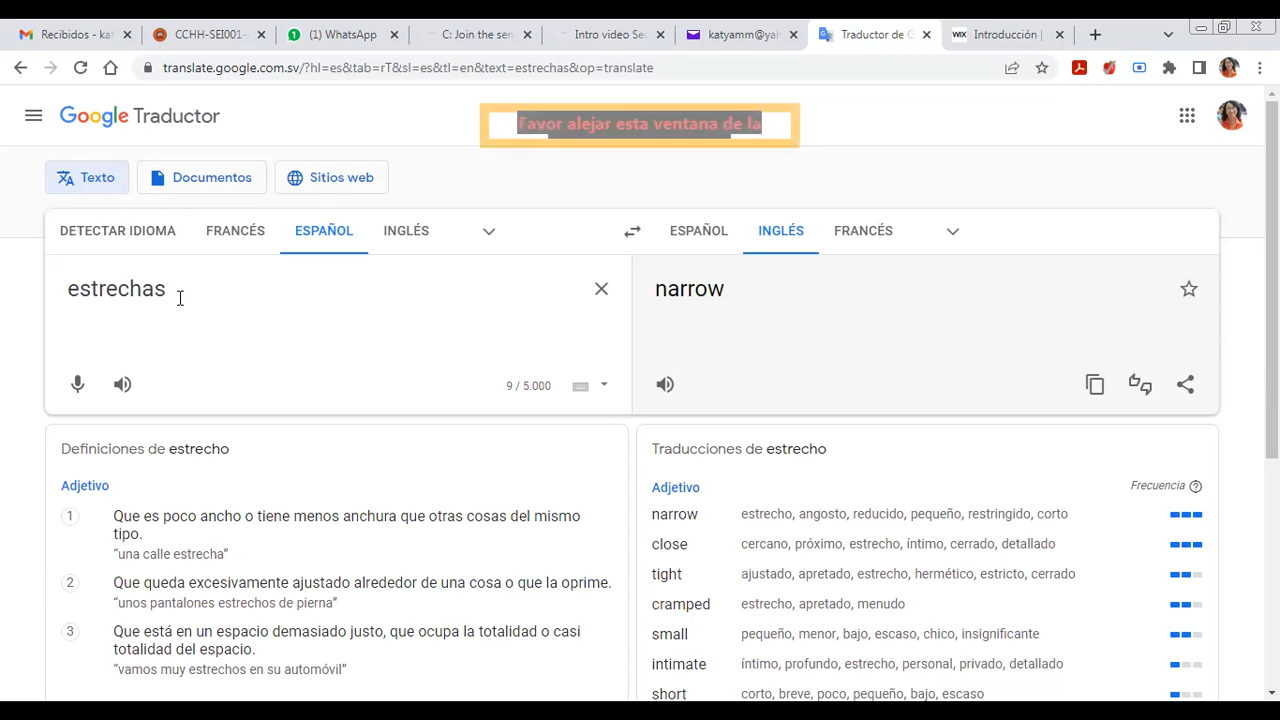 Recibidos - kat
CCHH-SEI001-
(1) WhatsApp
C: Join the sen
Intro video Sec
katyamm@yah
Traductor de G
WIX
Introducción |
translate.google.com.sv/?hl=es&tab=rT&sl=es&tl=en&text=estrechas&op=translate
Google Traductor
Favor alejar esta ventana de la
Texto
Documentos
Sitios web
DETECTAR IDIOMA
FRANCÉS
ESPAÑOL
INGLÉS
ESPAÑOL
INGLÉS
FRANCÉS
estrechas
narrow
9 / 5.000
Definiciones de estrecho
Adjetivo
1
Que es poco ancho o tiene menos anchura que otras cosas del mismo
tipo.
“una calle estrecha”
2
Que queda excesivamente ajustado alrededor de una cosa o que la oprime.
“unos pantalones estrechos de pierna”
3
Que está en un espacio demasiado justo, que ocupa la totalidad o casi
totalidad del espacio.
“vamos muy estrechos en su automóvil”
Traducciones de estrecho
Adjetivo
Frecuencia
narrow estrecho, angosto, reducido, pequeño, restringido, corto
close cercano, próximo, estrecho, íntimo, cerrado, detallado
tight ajustado, apretado, estrecho, hermético, estricto, cerrado
cramped estrecho, apretado, menudo
small pequeño, menor, bajo, escaso, chico, insignificante
intimate íntimo, profundo, estrecho, personal, privado, detallado
short corto, breve, poco, pequeño, bajo, escaso